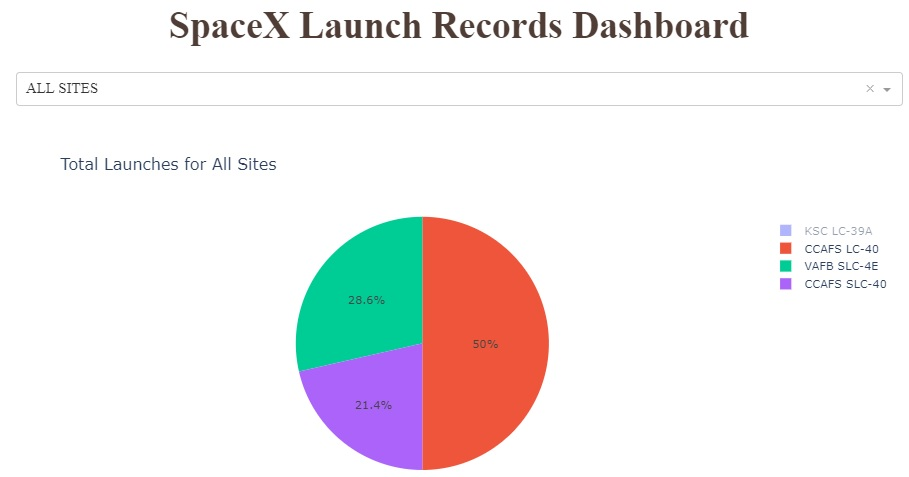 SpaceX Launch Records Dashboard
ALL SITES
Total Launches for All Sites
KSC LC-39A
CCAFS LC-40
VAFB SLC-4E
CCAFS SLC-40
28.6%
50%
21.4%